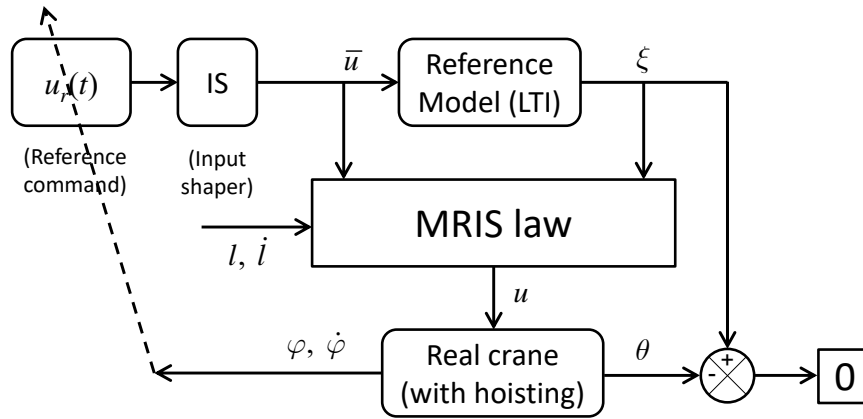 u̅
Reference
Model (LTI)
ξ
u_r(t)
IS
(Reference
command)
(Input
shaper)
MRIS law
l, l̇
u
φ, φ̇
Real crane
(with hoisting)
θ
+
-
0